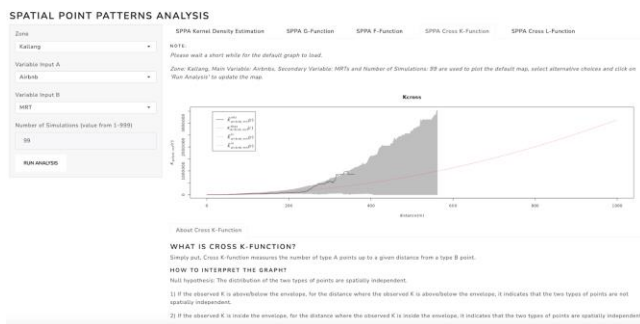 SPATIAL POINT PATTERNS ANALYSIS
Zone
Kallang
Variable Input A
Airbnb
Variable Input B
MRT
Number of Simulations (value from 1-999)
99
RUN ANALYSIS
SPPA Kernel Density Estimation SPPA G-Function SPPA F-Function SPPA Cross K-Function SPPA Cross L-Function
NOTE:
Please wait a short while for the default graph to load.
Zone: Kallang, Main Variable: Airbnbs, Secondary Variable: MRTs and Number of Simulations: 99 are used to plot the default map, select alternative choices and click on
'Run Analysis' to update the map.
Kcross
0 200 400 600 800 1000
About Cross K-Function
WHAT IS CROSS K-FUNCTION?
Simply put, Cross K-function measures the number of type A points up to a given distance from a type B point.
HOW TO INTERPRET THE GRAPH?
Null hypothesis: The distribution of the two types of points are spatially independent.
1) If the observed K is above/below the envelope, for the distance where the observed K is above/below the envelope, it indicates that the two types of points are not
spatially independent.
2) If the observed K is inside the envelope, for the distance where the observed K is inside the envelope, it indicates that the two types of points are spatially independent